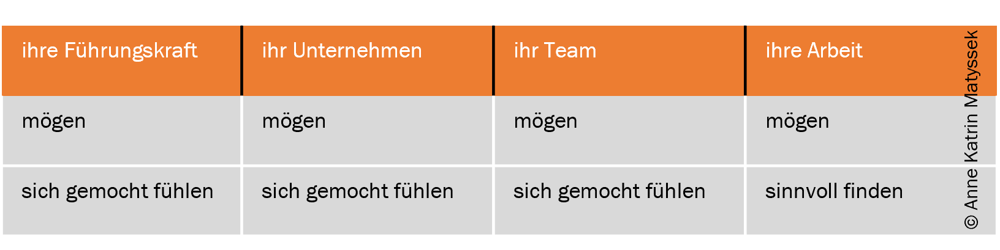 ihre Führungskraft ihr Unternehmen ihr Team ihre Arbeit
mögen mögen mögen mögen
sich gemocht fühlen sich gemocht fühlen sich gemocht fühlen sinnvoll finden
© Anne Katrin Matyssek